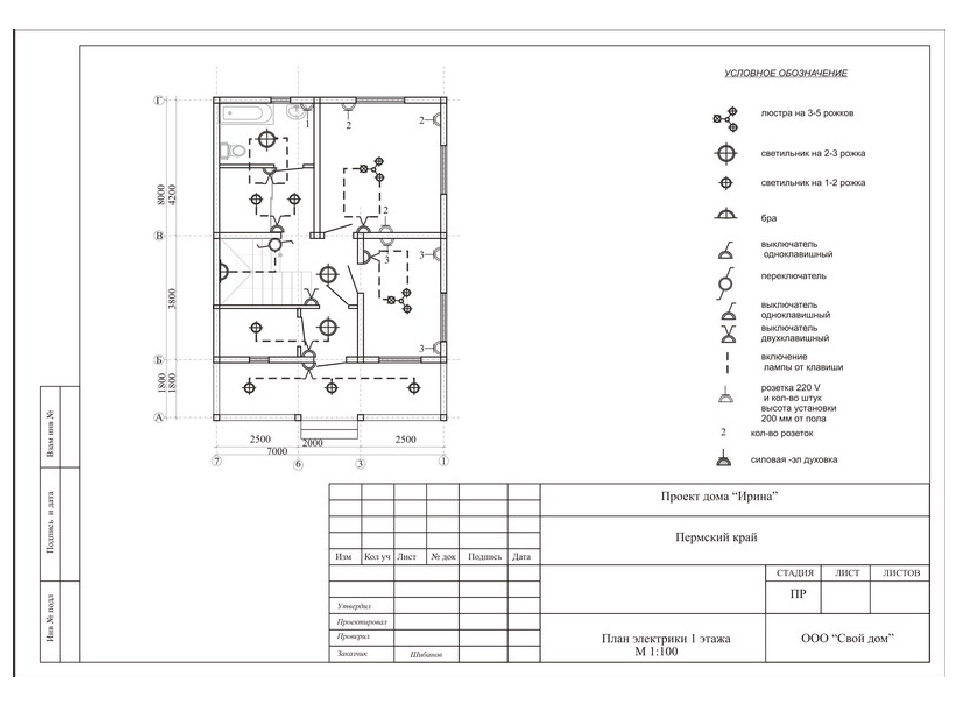 УСЛОВНОЕ ОБОЗНАЧЕНИЕ
люстра на 3-5 рожков
светильник на 2-3 рожка
светильник на 1-2 рожка
бра
выключатель
одноклавишный
переключатель
выключатель
одноклавишный
выключатель
двухклавишный
включение
лампы от клавиши
розетка 220 V
и кол-во штук
высота установки
200 мм от пола
2 кол-во розеток
силовая -эл духовка
Г
В
Б
А
8000
4200
3800
1800
1800
1
2
2
2
3
3
3
2500
2000
2500
7000
7
6
3
1
Взам инв №
Подпись и дата
Инв № подл
Изм Кол уч Лист № док Подпись Дата
Утвердил
Проектировал
Проверил
Заказчик Шибанов
Проект дома “Ирина”
Пермский край
СТАДИЯ ЛИСТ ЛИСТОВ
ПР
План электрики 1 этажа
М 1:100
ООО “Свой дом”